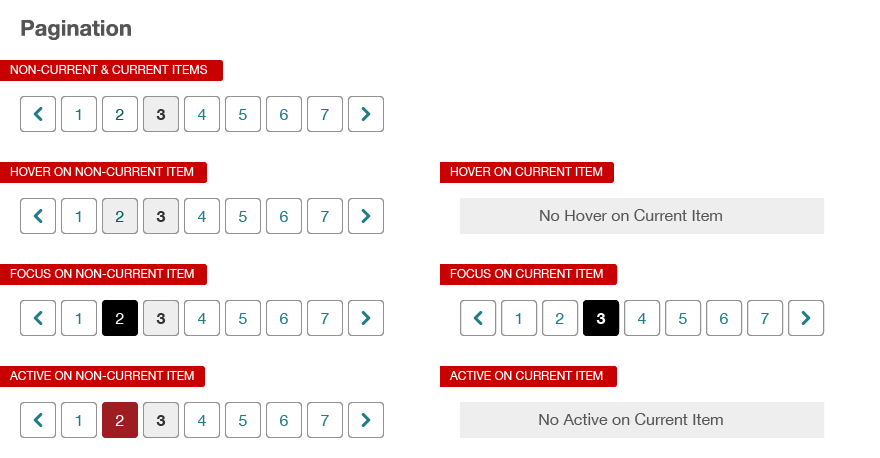 Pagination
NON-CURRENT & CURRENT ITEMS
1 2 3 4 5 6 7
HOVER ON NON-CURRENT ITEM
1 2 3 4 5 6 7
HOVER ON CURRENT ITEM
No Hover on Current Item
FOCUS ON NON-CURRENT ITEM
1 2 3 4 5 6 7
FOCUS ON CURRENT ITEM
1 2 3 4 5 6 7
ACTIVE ON NON-CURRENT ITEM
1 2 3 4 5 6 7
ACTIVE ON CURRENT ITEM
No Active on Current Item